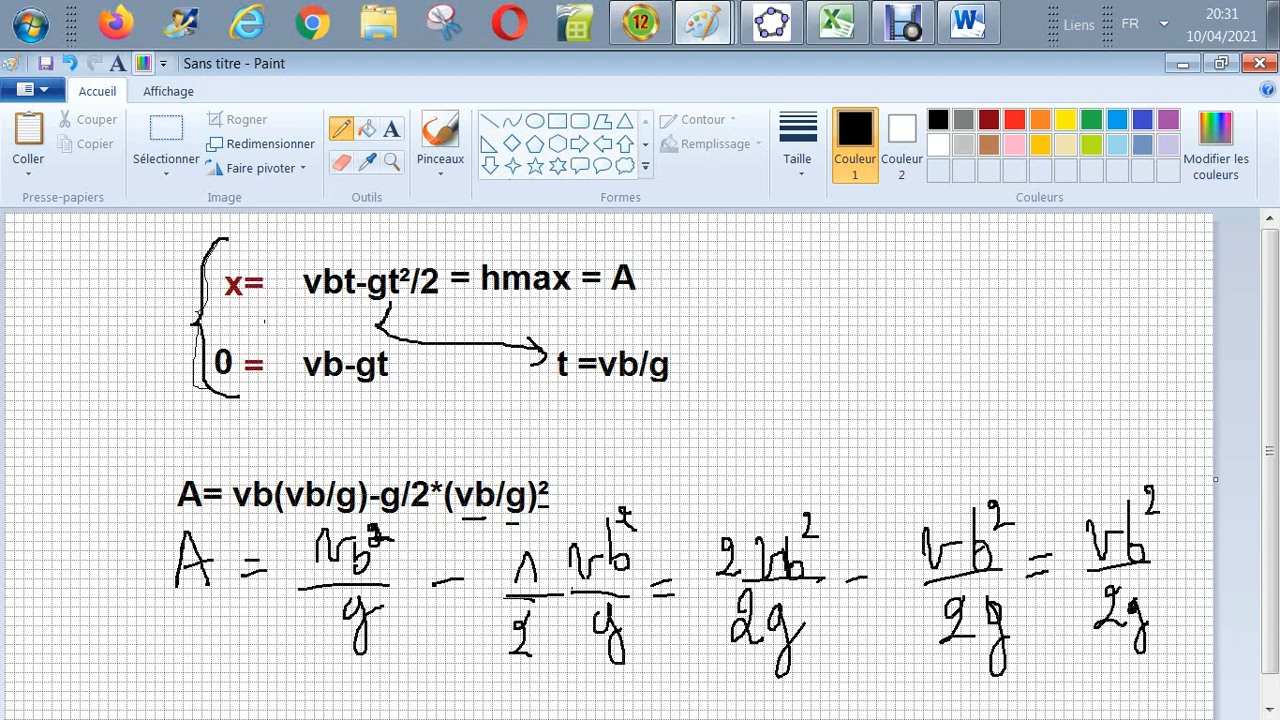 12
Liens
FR
20:31
10/04/2021
Sans titre - Paint
Accueil
Affichage
Coller
Couper
Copier
Presse-papiers
Sélectionner
Rogner
Redimensionner
Faire pivoter
Image
A
Outils
Pinceaux
Contour
Remplissage
Formes
Taille
Couleur 1
Couleur 2
Modifier les couleurs
Couleurs
x= vbt-gt²/2 = hmax = A
0 = vb-gt t =vb/g
A= vb(vb/g)-g/2*(vb/g)²
A = vb²/g - 1/2 vb²/g = 2vb²/2g - vb²/2g = vb²/2g